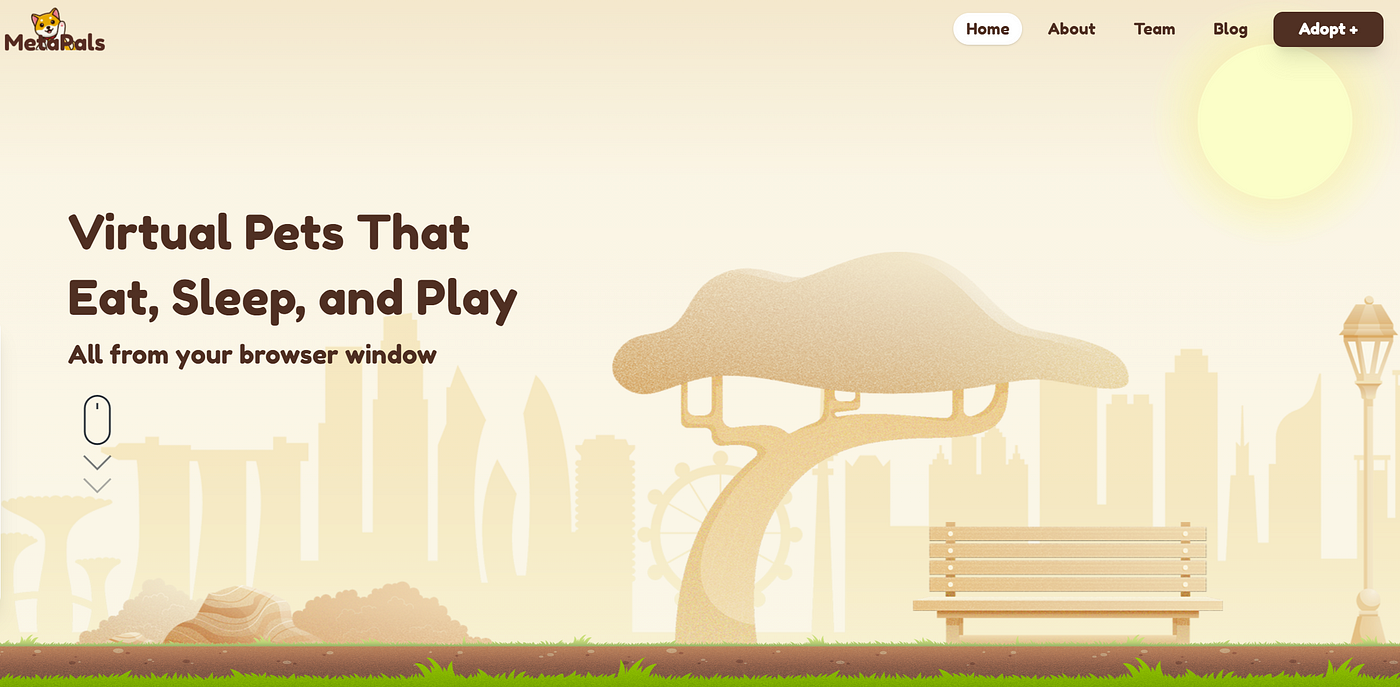 MetaPals
Home About Team Blog Adopt +
Virtual Pets That
Eat, Sleep, and Play
All from your browser window